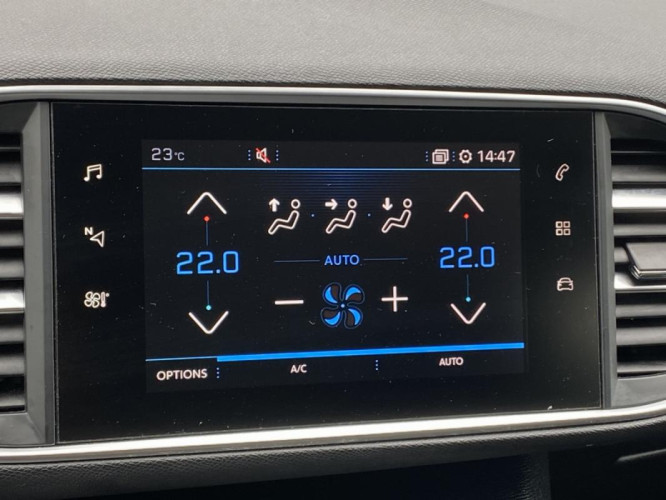 23°C 14:47
N
22.0 22.0
AUTO
OPTIONS A/C AUTO